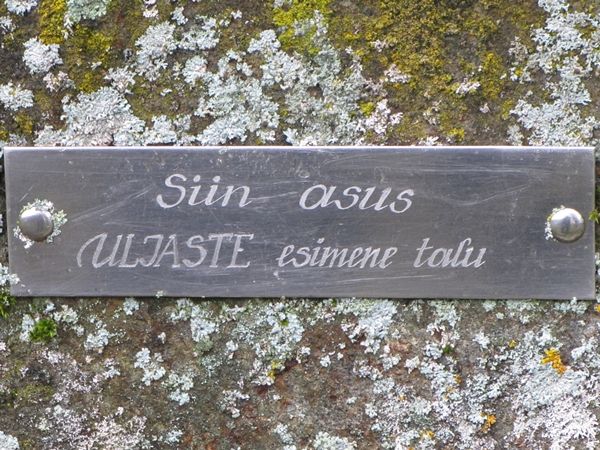 Siin asus
ULJASTE esimene talu